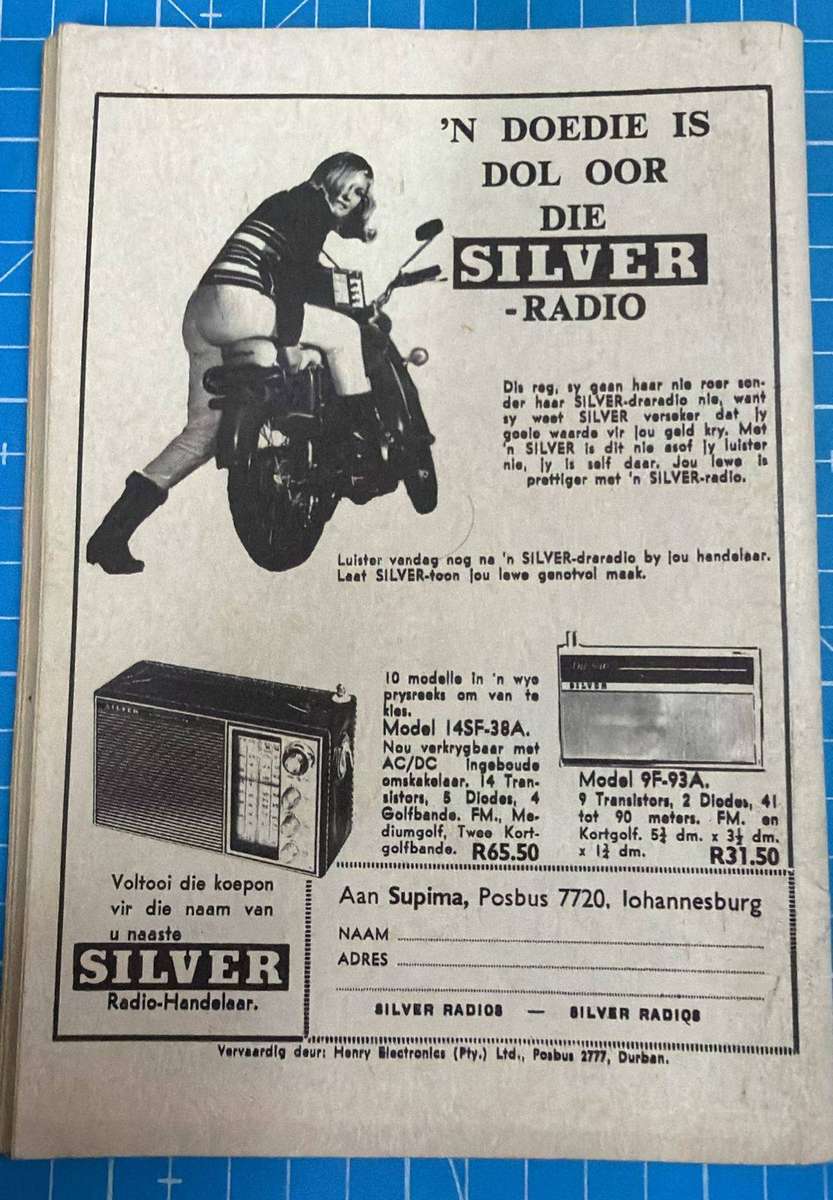 'N DOEDIE IS
DOL OOR
DIE
SILVER
-RADIO
Dis reg, sy gaan haar nie roer son-
der haar SILVER-draradio nie, want
sy weet SILVER verseker dat jy
goeie waarde vir jou geld kry. Met
'n SILVER is dit nie asof jy luister
nie, jy is self daar. Jou lewe is
prettiger met 'n SILVER-radio.
Luister vandag nog na 'n SILVER-draradio by jou handelaar.
Laat SILVER-toon jou lewe genotvol maak.
SILVER
10 modelle in 'n wye
prysreeks om van te
kies.
Model 14SF-38A.
Nou verkrygbaar met
AC/DC ingeboude
omskakelaar. 14 Tran-
sistors, 5 Diodes, 4
Golfbande. FM., Me-
diumgolf, Twee Kort-
golfbande. R65.50
SILVER
Model 9F-93A.
9 Transistors, 2 Diodes, 41
tot 90 meters. FM. en
Kortgolf. 5¾ dm. x 3½ dm.
x 1¾ dm. R31.50
Voltooi die koepon
vir die naam van
u naaste
SILVER
Radio-Handelaar.
Aan Supima, Posbus 7720, Johannesburg
NAAM
ADRES
SILVER RADIOS — SILVER RADIOS
Vervaardig deur: Henry Electronics (Pty.) Ltd., Posbus 2777, Durban.